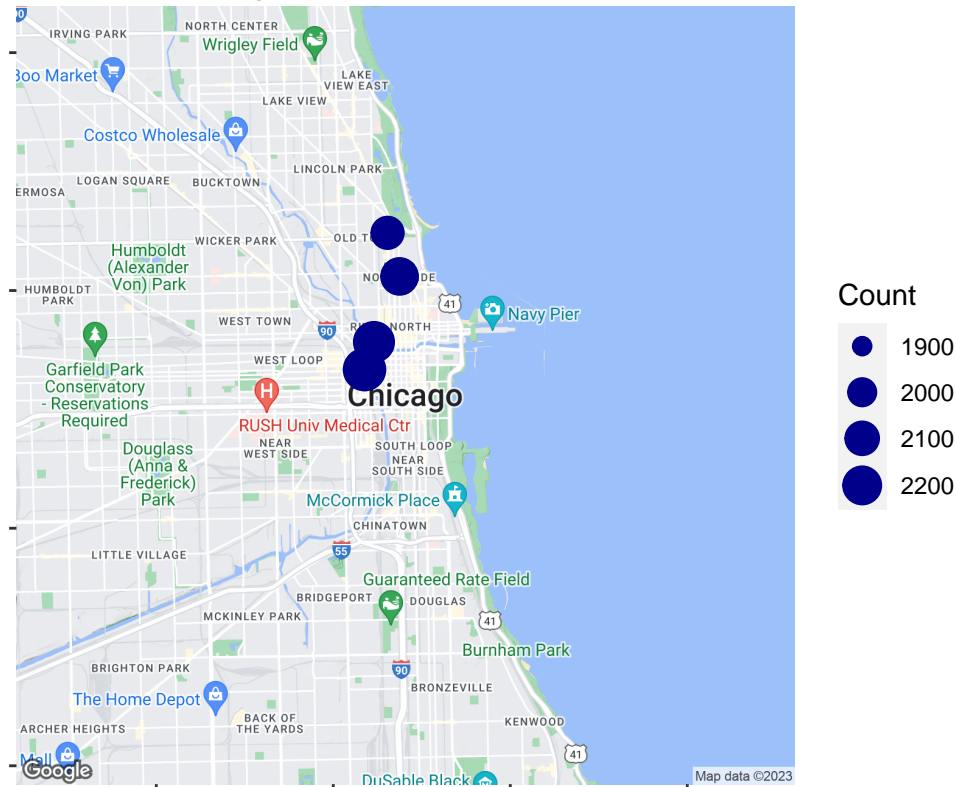 90
IRVING PARK
NORTH CENTER
Wrigley Field
Boo Market
LAKE
VIEW EAST
LAKE VIEW
Costco Wholesale
LINCOLN PARK
LOGAN SQUARE
BUCKTOWN
ERMOSA
WICKER PARK
OLD T
Humboldt
(Alexander
Von) Park
NO
DE
HUMBOLDT
PARK
41
Navy Pier
WEST TOWN
90
R
NORTH
WEST LOOP
Garfield Park
Conservatory
- Reservations
Required
H
Chicago
RUSH Univ Medical Ctr
NEAR
WEST SIDE
SOUTH LOOP
NEAR
SOUTH SIDE
Douglass
(Anna &
Frederick)
Park
McCormick Place
CHINATOWN
LITTLE VILLAGE
55
Guaranteed Rate Field
BRIDGEPORT
DOUGLAS
MCKINLEY PARK
41
Burnham Park
BRIGHTON PARK
90
BRONZEVILLE
The Home Depot
ARCHER HEIGHTS
BACK OF
THE YARDS
KENWOOD
41
Mall
Google
DuSable Black
Map data ©2023
Count
1900
2000
2100
2200